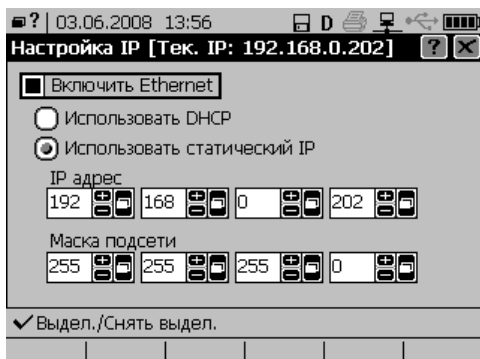 ? 03.06.2008 13:56 D
Настройка IP [Тек. IP: 192.168.0.202] ? X
Включить Ethernet
Использовать DHCP
Использовать статический IP
IP адрес
192 168 0 202
Маска подсети
255 255 255 0
Выдел./Снять выдел.